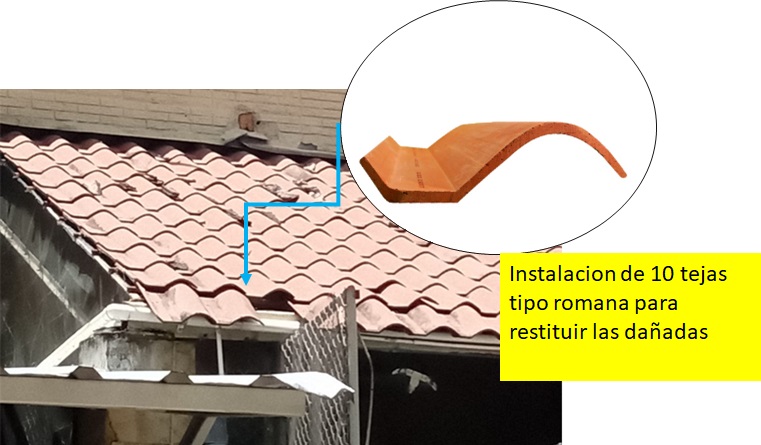 Instalacion de 10 tejas
tipo romana para
restituir las dañadas